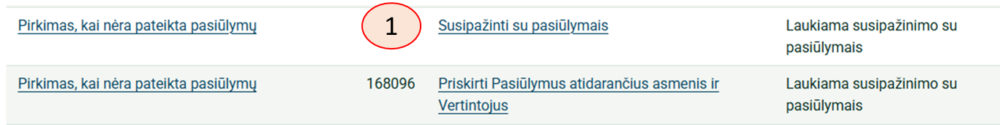 Pirkimas, kai nėra pateikta pasiūlymų 1 Susipažinti su pasiūlymais Laukiama susipažinimo su
pasiūlymais
Pirkimas, kai nėra pateikta pasiūlymų 168096 Priskirti Pasiūlymus atidarančius asmenis ir Laukiama susipažinimo su
Vertintojus pasiūlymais